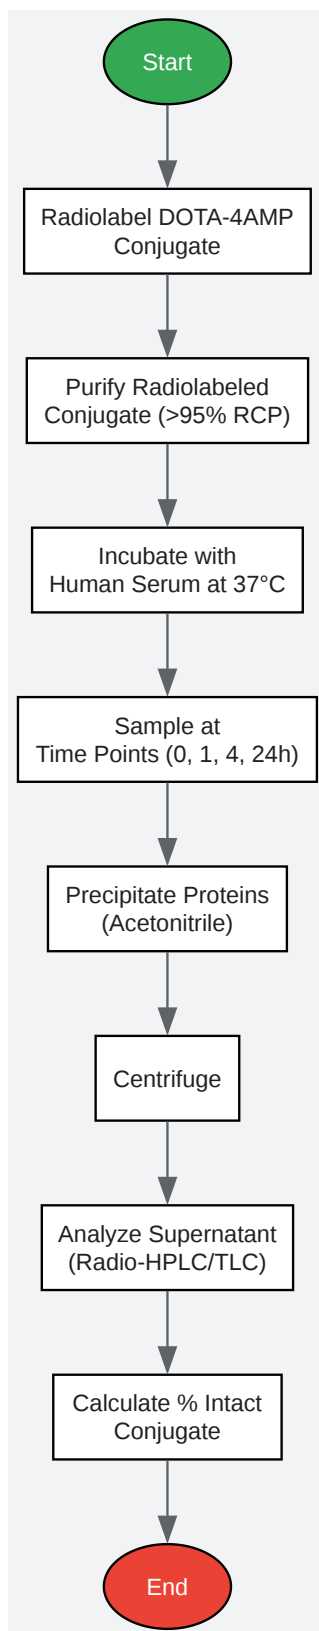 Start
Radiolabel DOTA-4AMP
Conjugate
Purify Radiolabeled
Conjugate (>95% RCP)
Incubate with
Human Serum at 37°C
Sample at
Time Points (0, 1, 4, 24h)
Precipitate Proteins
(Acetonitrile)
Centrifuge
Analyze Supernatant
(Radio-HPLC/TLC)
Calculate % Intact
Conjugate
End